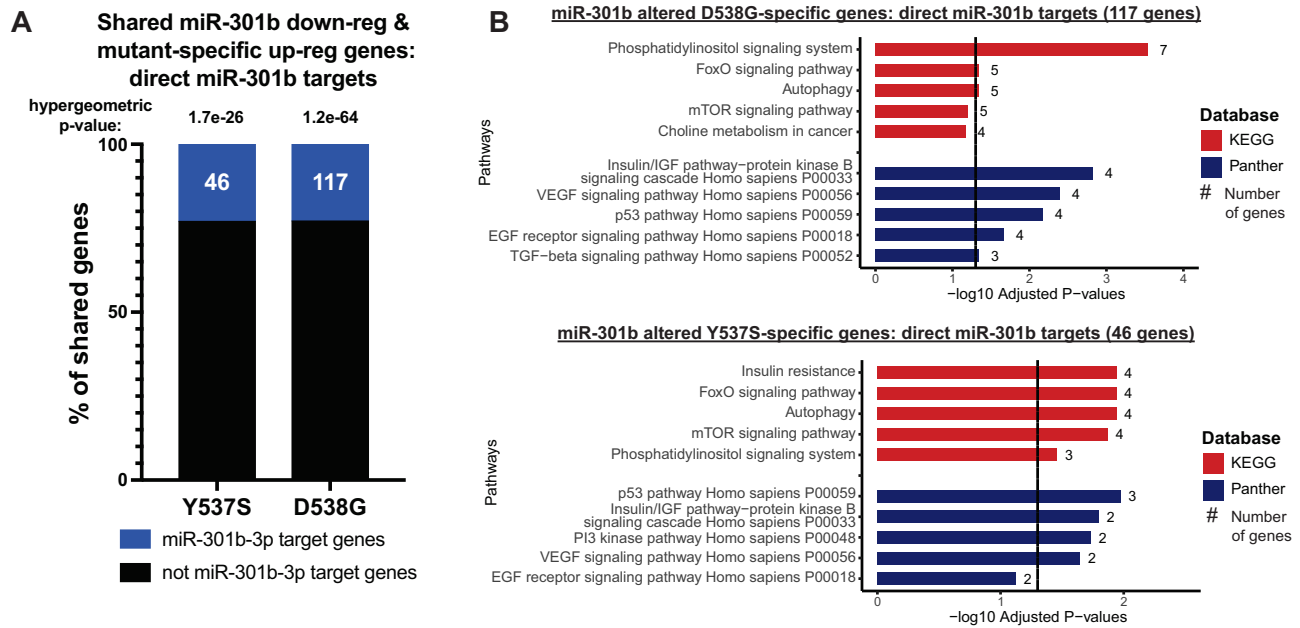 A
Shared miR-301b down-reg &
mutant-specific up-reg genes:
direct miR-301b targets
hypergeometric
p-value:
1.7e-26
1.2e-64
% of shared genes
100
50
0
46
117
Y537S
D538G
miR-301b-3p target genes
not miR-301b-3p target genes
B
miR-301b altered D538G-specific genes: direct miR-301b targets (117 genes)
Pathways
Phosphatidylinositol signaling system
7
FoxO signaling pathway
5
Autophagy
5
mTOR signaling pathway
5
Choline metabolism in cancer
4
Insulin/IGF pathway−protein kinase B
signaling cascade Homo sapiens P00033
4
VEGF signaling pathway Homo sapiens P00056
4
p53 pathway Homo sapiens P00059
4
EGF receptor signaling pathway Homo sapiens P00018
4
TGF−beta signaling pathway Homo sapiens P00052
3
0
1
2
3
4
−log10 Adjusted P−values
Database
KEGG
Panther
# Number
of genes
miR-301b altered Y537S-specific genes: direct miR-301b targets (46 genes)
Pathways
Insulin resistance
4
FoxO signaling pathway
4
Autophagy
4
mTOR signaling pathway
4
Phosphatidylinositol signaling system
3
p53 pathway Homo sapiens P00059
3
Insulin/IGF pathway−protein kinase B
signaling cascade Homo sapiens P00033
2
PI3 kinase pathway Homo sapiens P00048
2
VEGF signaling pathway Homo sapiens P00056
2
EGF receptor signaling pathway Homo sapiens P00018
2
0
1
2
−log10 Adjusted P−values
Database
KEGG
Panther
# Number
of genes